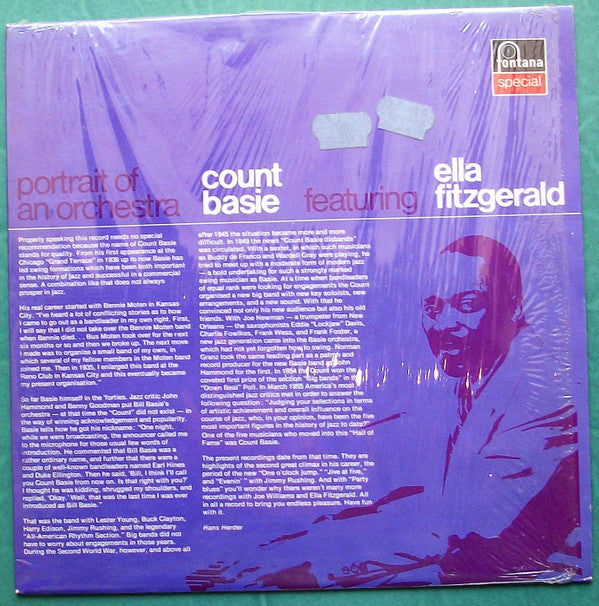 fontana
special
portrait of
an orchestra
count
basie
featuring
ella
fitzgerald
Properly speaking this record needs no special
recommendation because the name of Count Basie
stands for quality. From his first appearance at the
Chicago "Grand Terrace" in 1936 up to now Basie has
led swing formations which have been both important
in the history of jazz and successful in a commercial
sense. A combination like that does not always
prosper in jazz.
His real career started with Bennie Moten in Kansas
City. "I've heard a lot of conflicting stories as to how
I came to go out as a bandleader in my own right. First,
I will say that I did not take over the Bennie Moten band
when Bennie died. . . Bus Moten took over for the next
six months or so and then we broke up. The next move
I made was to organise a small band of my own, in
which several of my fellow members in the Moten band
joined me. Then in 1935, I enlarged this band at the
Reno Club in Kansas City and this eventually became
my present organisation."
So far Basie himself in the 'forties. Jazz critic John
Hammond and Benny Goodman put Bill Basie's
orchestra — at that time the "Count" did not exist — in
the way of winning acknowledgement and popularity.
Basie tells how he got his nickname: "One night,
while we were broadcasting, the announcer called me
to the microphone for those usual few words of
introduction. He commented that Bill Basie was a
rather ordinary name, and further that there were a
couple of well-known bandleaders named Earl Hines
and Duke Ellington. Then he said, 'Bill, I think I'll call
you Count Basie from now on. Is that right with you?'
I thought he was kidding, shrugged my shoulders, and
replied, 'Okay.' Well, that was the last time I was ever
introduced as Bill Basie."
That was the band with Lester Young, Buck Clayton,
Harry Edison, Jimmy Rushing, and the legendary
"All-American Rhythm Section." Big bands did not
have to worry about engagements in those years.
During the Second World War, however, and above all
after 1945 the situation became more and more
difficult. In 1949 the news "Count Basie disbands"
was circulated. With a sextet, in which such musicians
as Buddy de Franco and Wardell Gray were playing, he
tried to meet up with a moderate form of modern jazz
— a bold undertaking for such a strongly marked
swing musician as Basie. At a time when bandleaders
of equal rank were looking for engagements the Count
organised a new big band with new key soloists, new
arrangements, and a new sound. With that he
convinced not only his new audience but also his old
friends. With Joe Newman — a trumpeter from New
Orleans — the saxophonists Eddie "Lockjaw" Davis,
Charlie Fowlkes, Frank Wess, and Frank Foster, a
new jazz generation came into the Basie orchestra,
which had not yet forgotten how to swing. Norman
Granz took the same leading part as a patron and
record producer for the new Basie band as John
Hammond for the first. In 1954 the Count won the
coveted first prize of the section "Big bands" in the
"Down Beat" Poll. In March 1955 America's most
distinguished jazz critics met in order to answer the
following question: "Judging your selections in terms
of artistic achievement and overall influence on the
course of jazz, who, in your opinion, have been the five
most important figures in the history of jazz to date?"
One of the five musicians who moved into this "Hall of
Fame" was Count Basie.
The present recordings date from that time. They are
highlights of the second great climax in his career, the
period of the new "One o'clock jump," "Jive at five,"
and "Evenin'" with Jimmy Rushing. And with "Party
blues" you'll wonder why there weren't many more
recordings with Joe Williams and Ella Fitzgerald. All
in all a record to bring you endless pleasure. Have fun
with it.
Hans Herder